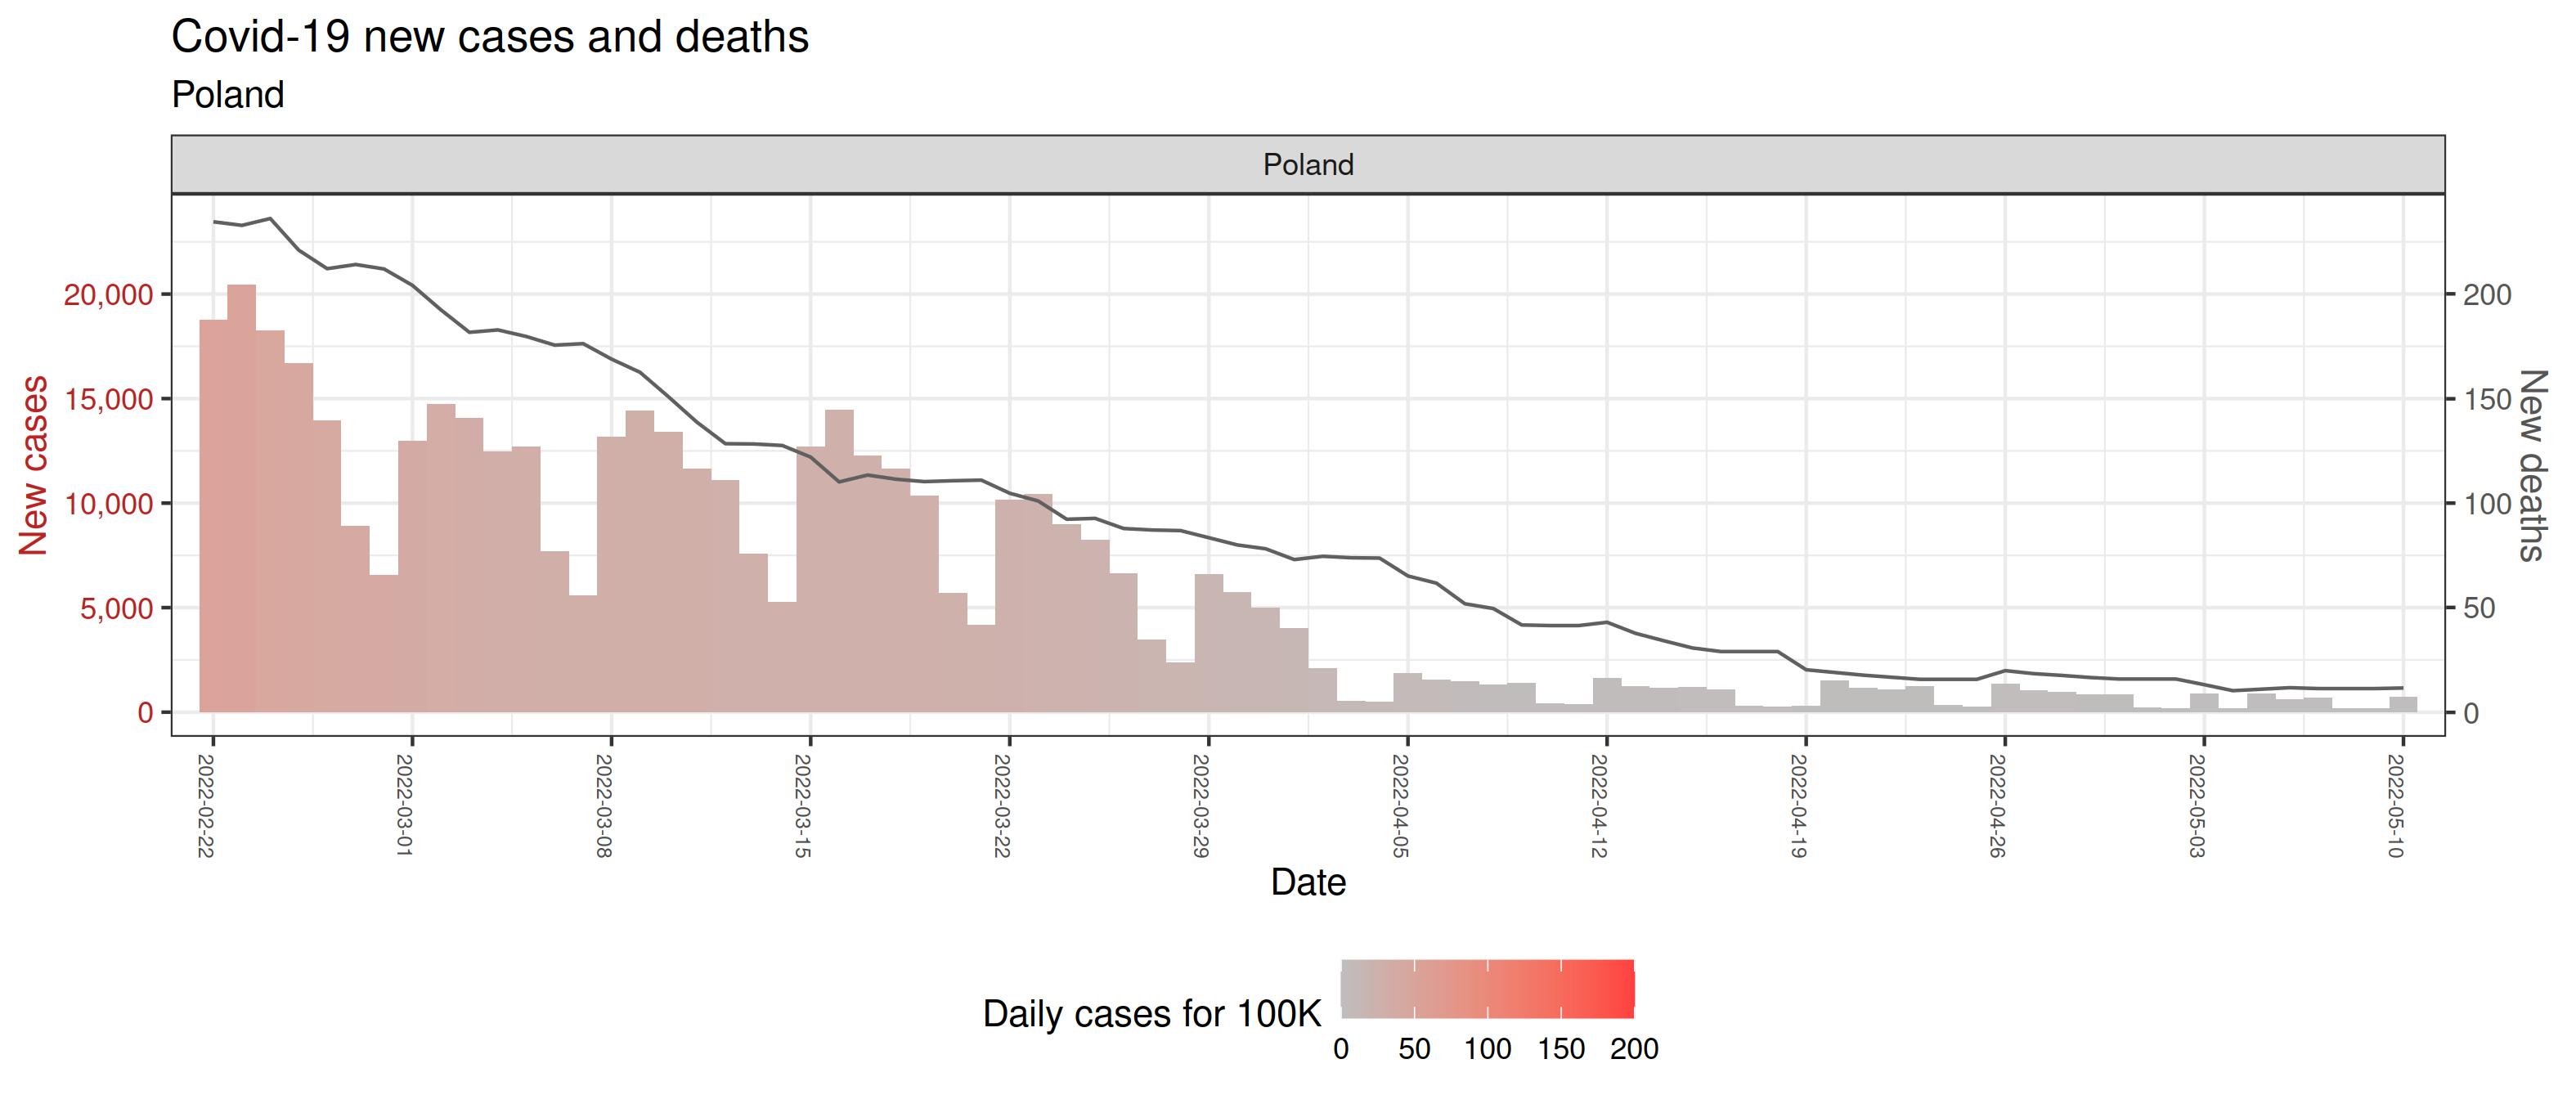 Covid-19 new cases and deaths
Poland
Poland
New cases
20,000
15,000
10,000
5,000
0
200
150
100
50
0
New deaths
2022-02-22
2022-03-01
2022-03-08
2022-03-15
2022-03-22
2022-03-29
2022-04-05
2022-04-12
2022-04-19
2022-04-26
2022-05-03
2022-05-10
Date
Daily cases for 100K
0 50 100 150 200